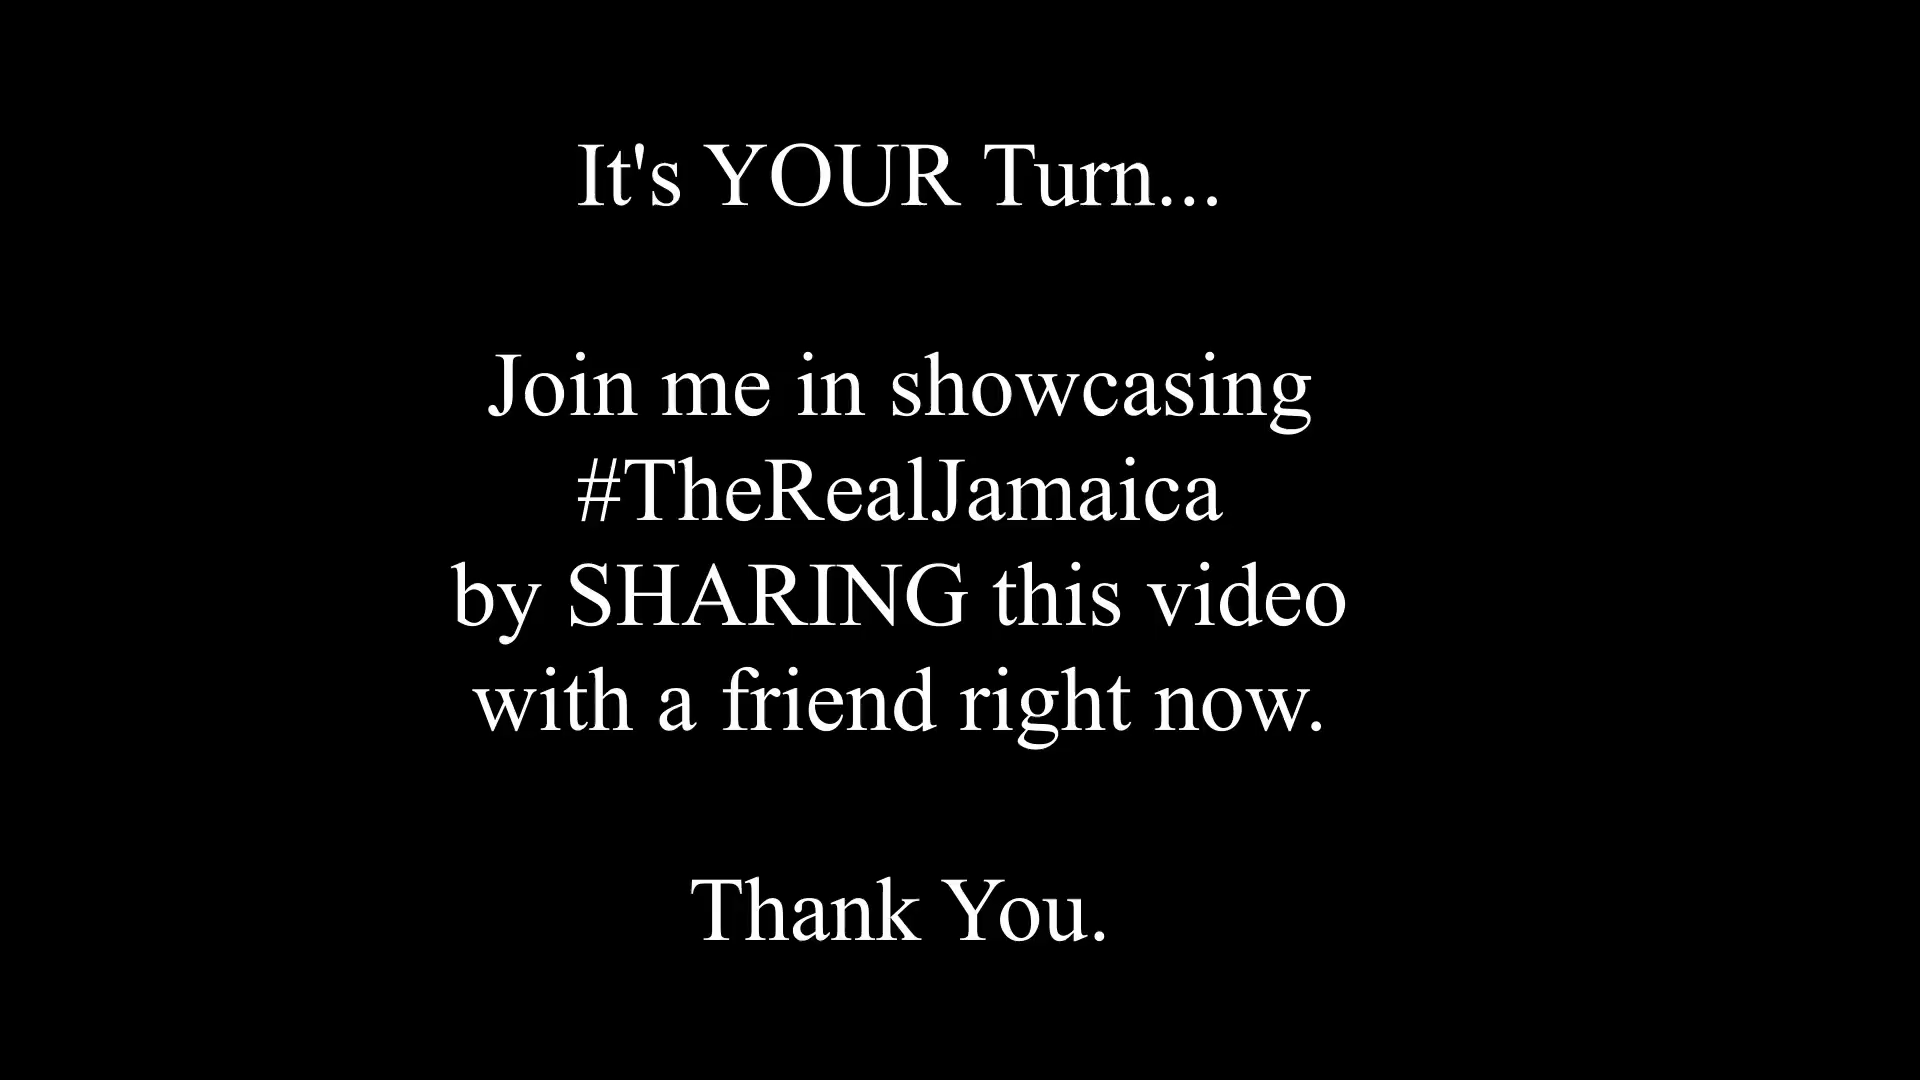 It's YOUR Turn...
Join me in showcasing
#TheRealJamaica
by SHARING this video
with a friend right now.
Thank You.